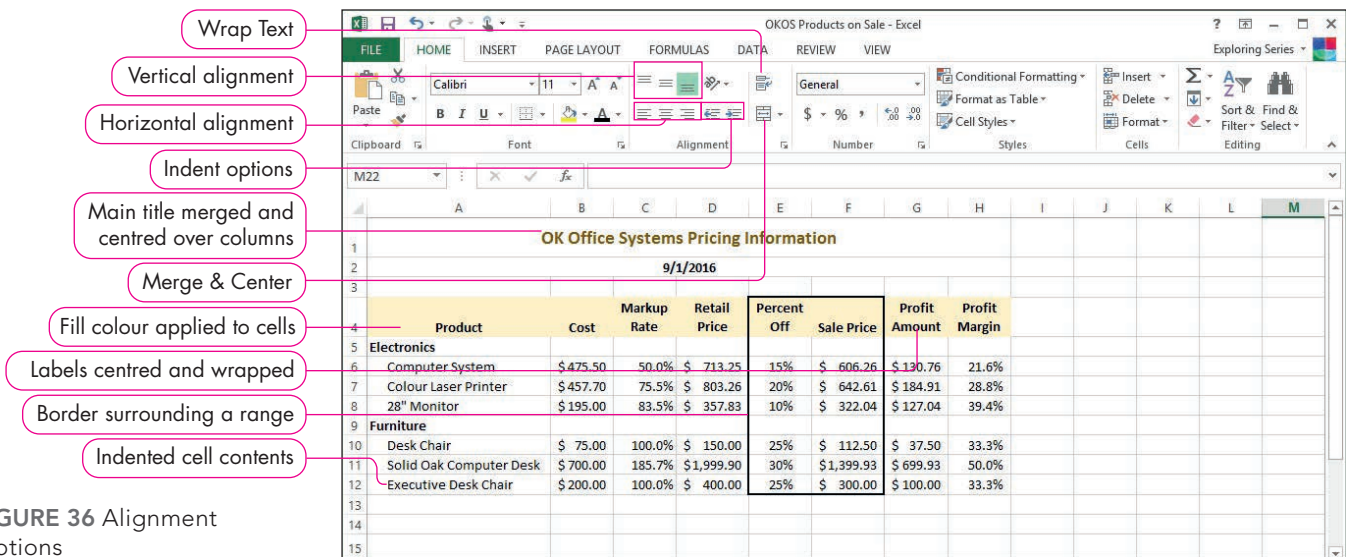 Wrap Text
Vertical alignment
Horizontal alignment
Indent options
Main title merged and
centred over columns
Merge & Center
Fill colour applied to cells
Labels centred and wrapped
Border surrounding a range
Indented cell contents
GURE 36 Alignment
ptions
OKOS Products on Sale - Excel
FILE HOME INSERT PAGE LAYOUT FORMULAS DATA REVIEW VIEW Exploring Series
Paste
Calibri 11 A A
B I U A
General
$ % , .00 .0 .00
Conditional Formatting
Format as Table
Cell Styles
Insert
Delete
Format
Σ A Z
Sort & Find &
Filter Select
Clipboard Font Alignment Number Styles Cells Editing
M22 fx
A B C D E F G H I J K L M
1 OK Office Systems Pricing Information
2 9/1/2016
3
Markup Retail Percent Profit Profit
4 Product Cost Rate Price Off Sale Price Amount Margin
5 Electronics
6 Computer System $475.50 50.0% $ 713.25 15% $ 606.26 $130.76 21.6%
7 Colour Laser Printer $457.70 75.5% $ 803.26 20% $ 642.61 $184.91 28.8%
8 28" Monitor $195.00 83.5% $ 357.83 10% $ 322.04 $127.04 39.4%
9 Furniture
10 Desk Chair $ 75.00 100.0% $ 150.00 25% $ 112.50 $ 37.50 33.3%
11 Solid Oak Computer Desk $700.00 185.7% $1,999.90 30% $1,399.93 $699.93 50.0%
12 Executive Desk Chair $200.00 100.0% $ 400.00 25% $ 300.00 $100.00 33.3%
13
14
15